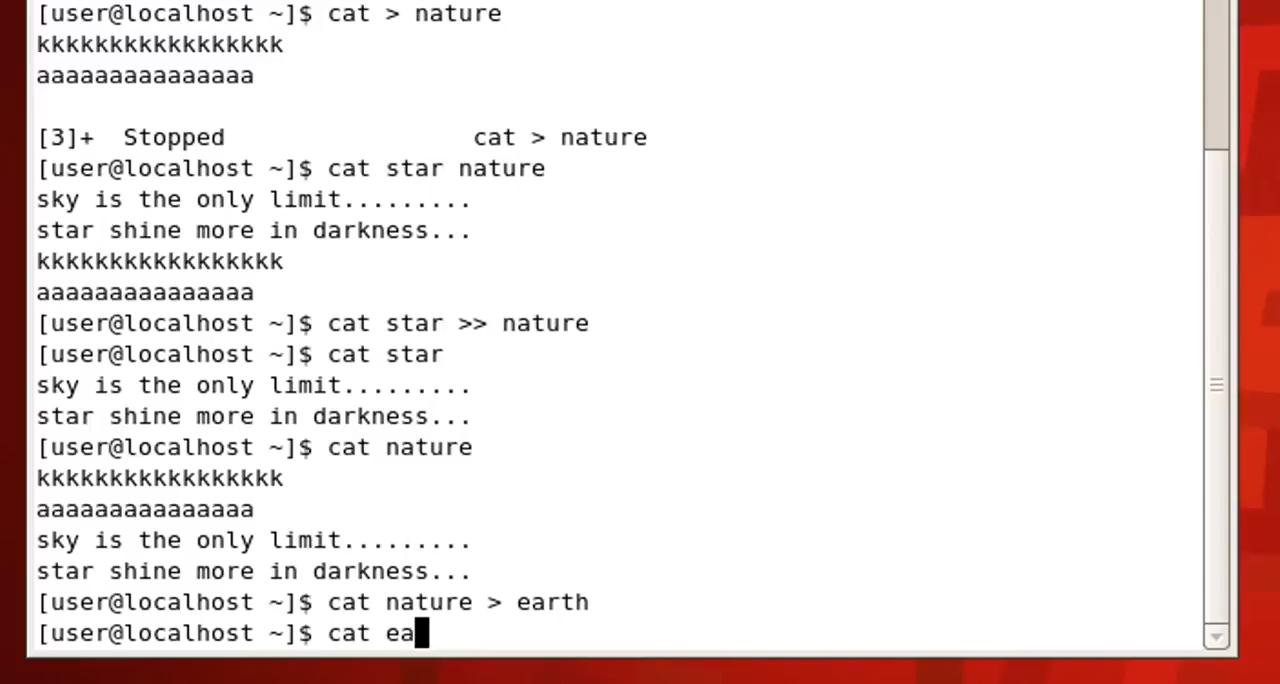 [user@localhost ~]$ cat > nature
kkkkkkkkkkkkkkkkk
aaaaaaaaaaaaaaa
[3]+  Stopped                 cat > nature
[user@localhost ~]$ cat star nature
sky is the only limit.........
star shine more in darkness...
kkkkkkkkkkkkkkkkk
aaaaaaaaaaaaaaa
[user@localhost ~]$ cat star >> nature
[user@localhost ~]$ cat star
sky is the only limit.........
star shine more in darkness...
[user@localhost ~]$ cat nature
kkkkkkkkkkkkkkkkk
aaaaaaaaaaaaaaa
sky is the only limit.........
star shine more in darkness...
[user@localhost ~]$ cat nature > earth
[user@localhost ~]$ cat ea